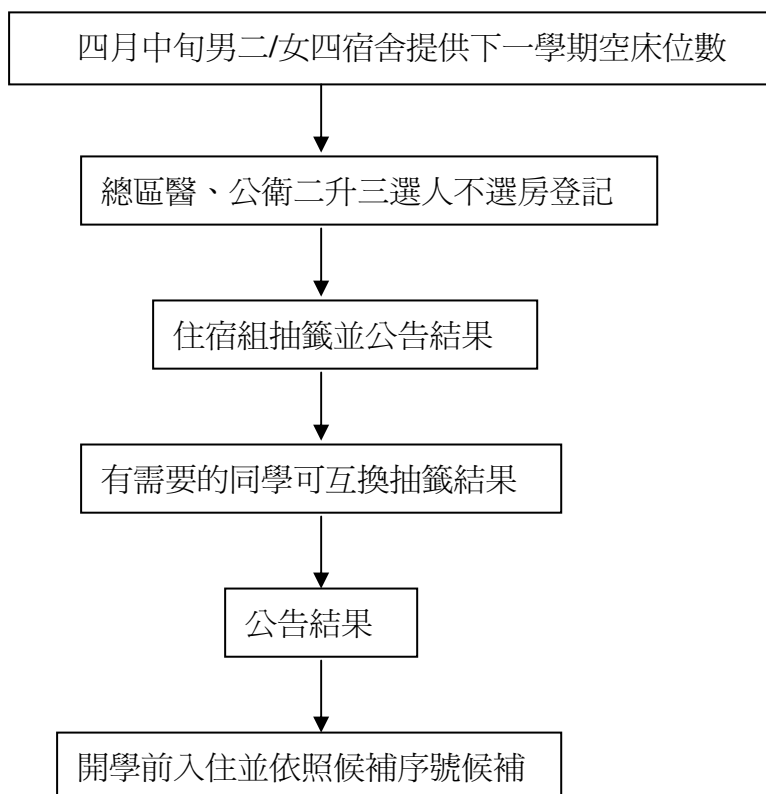 四月中旬男二/女四宿舍提供下一學期空床位數
總區醫、公衛二升三選人不選房登記
住宿組抽籤並公告結果
有需要的同學可互換抽籤結果
公告結果
開學前入住並依照候補序號候補